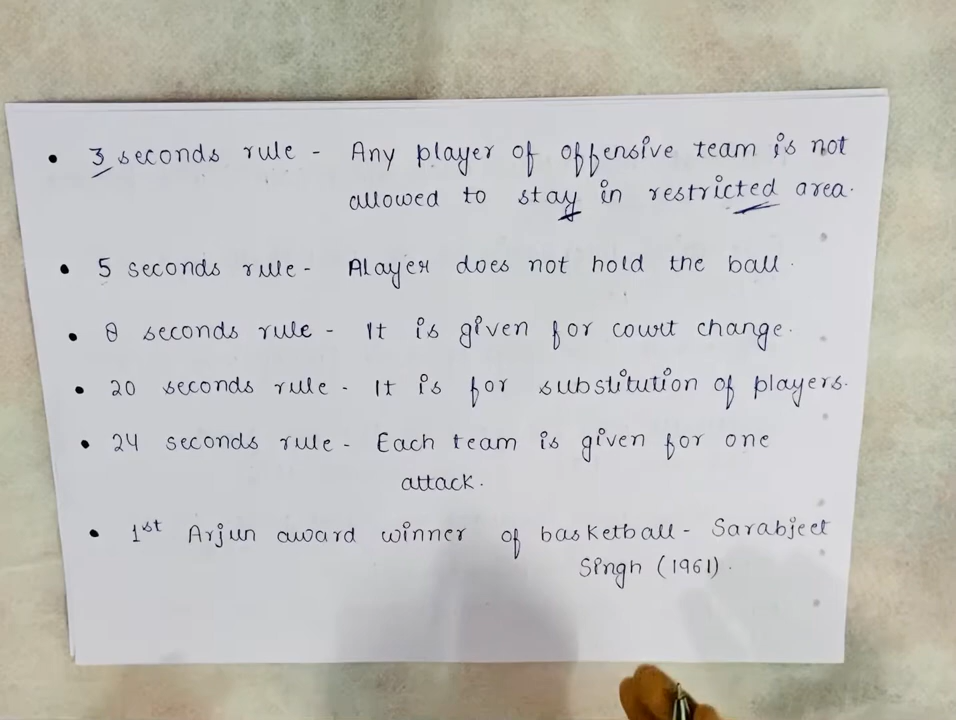 • 3 seconds rule - Any player of offensive team is not
allowed to stay in restricted area.
• 5 seconds rule - Alayer does not hold the ball.
• 8 seconds rule - It is given for court change.
• 20 seconds rule - It is for substitution of players.
• 24 seconds rule - Each team is given for one
attack.
• 1st Arjun award winner of basketball - Sarabjeet
Singh (1961).